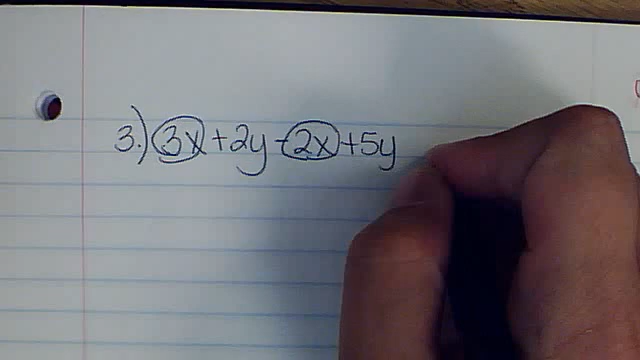 3.) 3x + 2y - 2x + 5y